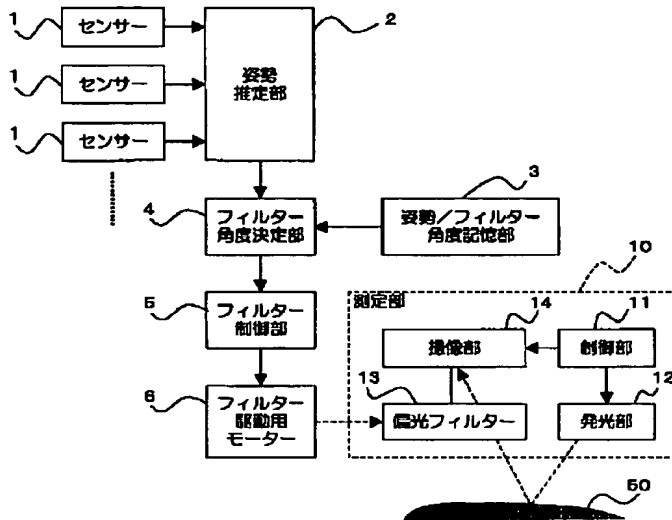 1
センサー
2
姿勢
推定部
1
センサー
1
センサー
3
4
フィルター
角度決定部
姿勢／フィルター
角度記憶部
10
5
フィルター
制御部
測定部
14
11
撮像部
制御部
6
フィルター
駆動用
モーター
13
12
偏光フィルター
発光部
50